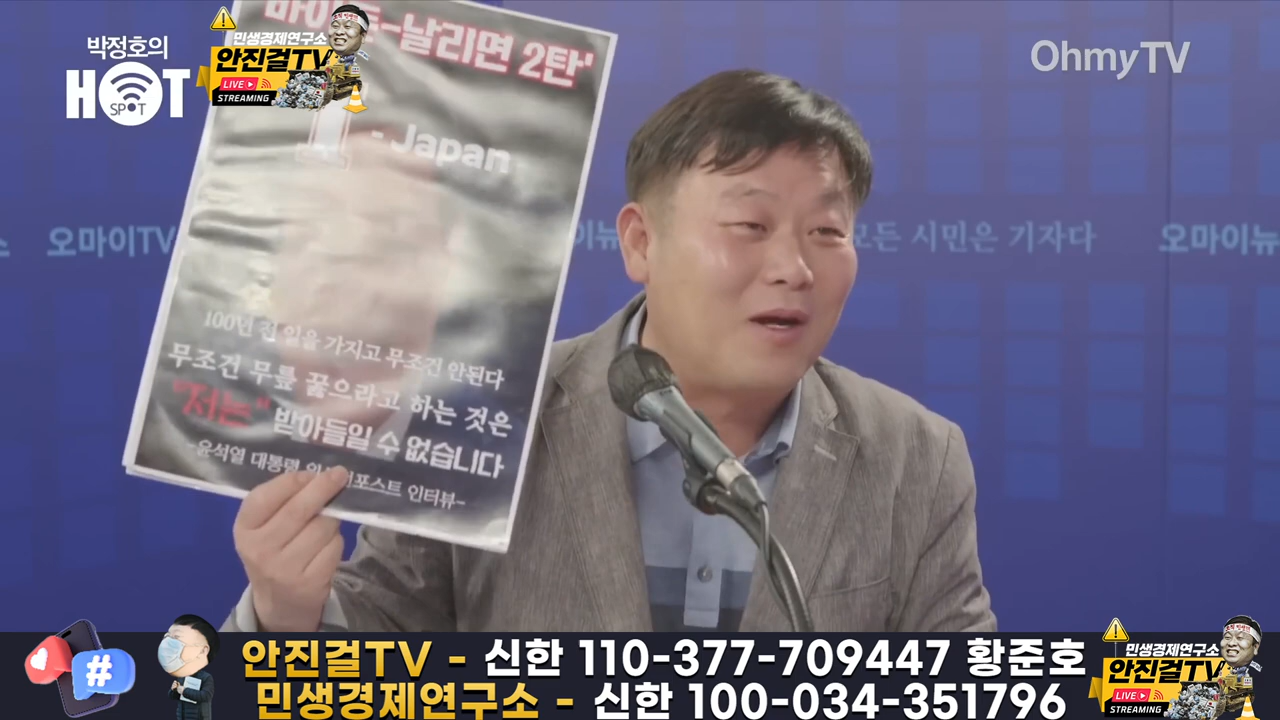 박정호의
HOT
SPOT
민생경제연구소
안진걸TV
LIVE
STREAMING
OhmyTV
날리면 2탄'
I - Japan
오마이TV
모든 시민은 기자다
오마이뉴
100년 전 일을 가지고 무조건 안된다
무조건 무릎 꿇으라고 하는 것은
"저는" 받아들일 수 없습니다
-윤석열 대통령 포스트 인터뷰-
#
안진걸TV - 신한 110-377-709447 황준호
민생경제연구소 - 신한 100-034-351796
민생경제연구소
안진걸TV
LIVE
STREAMING